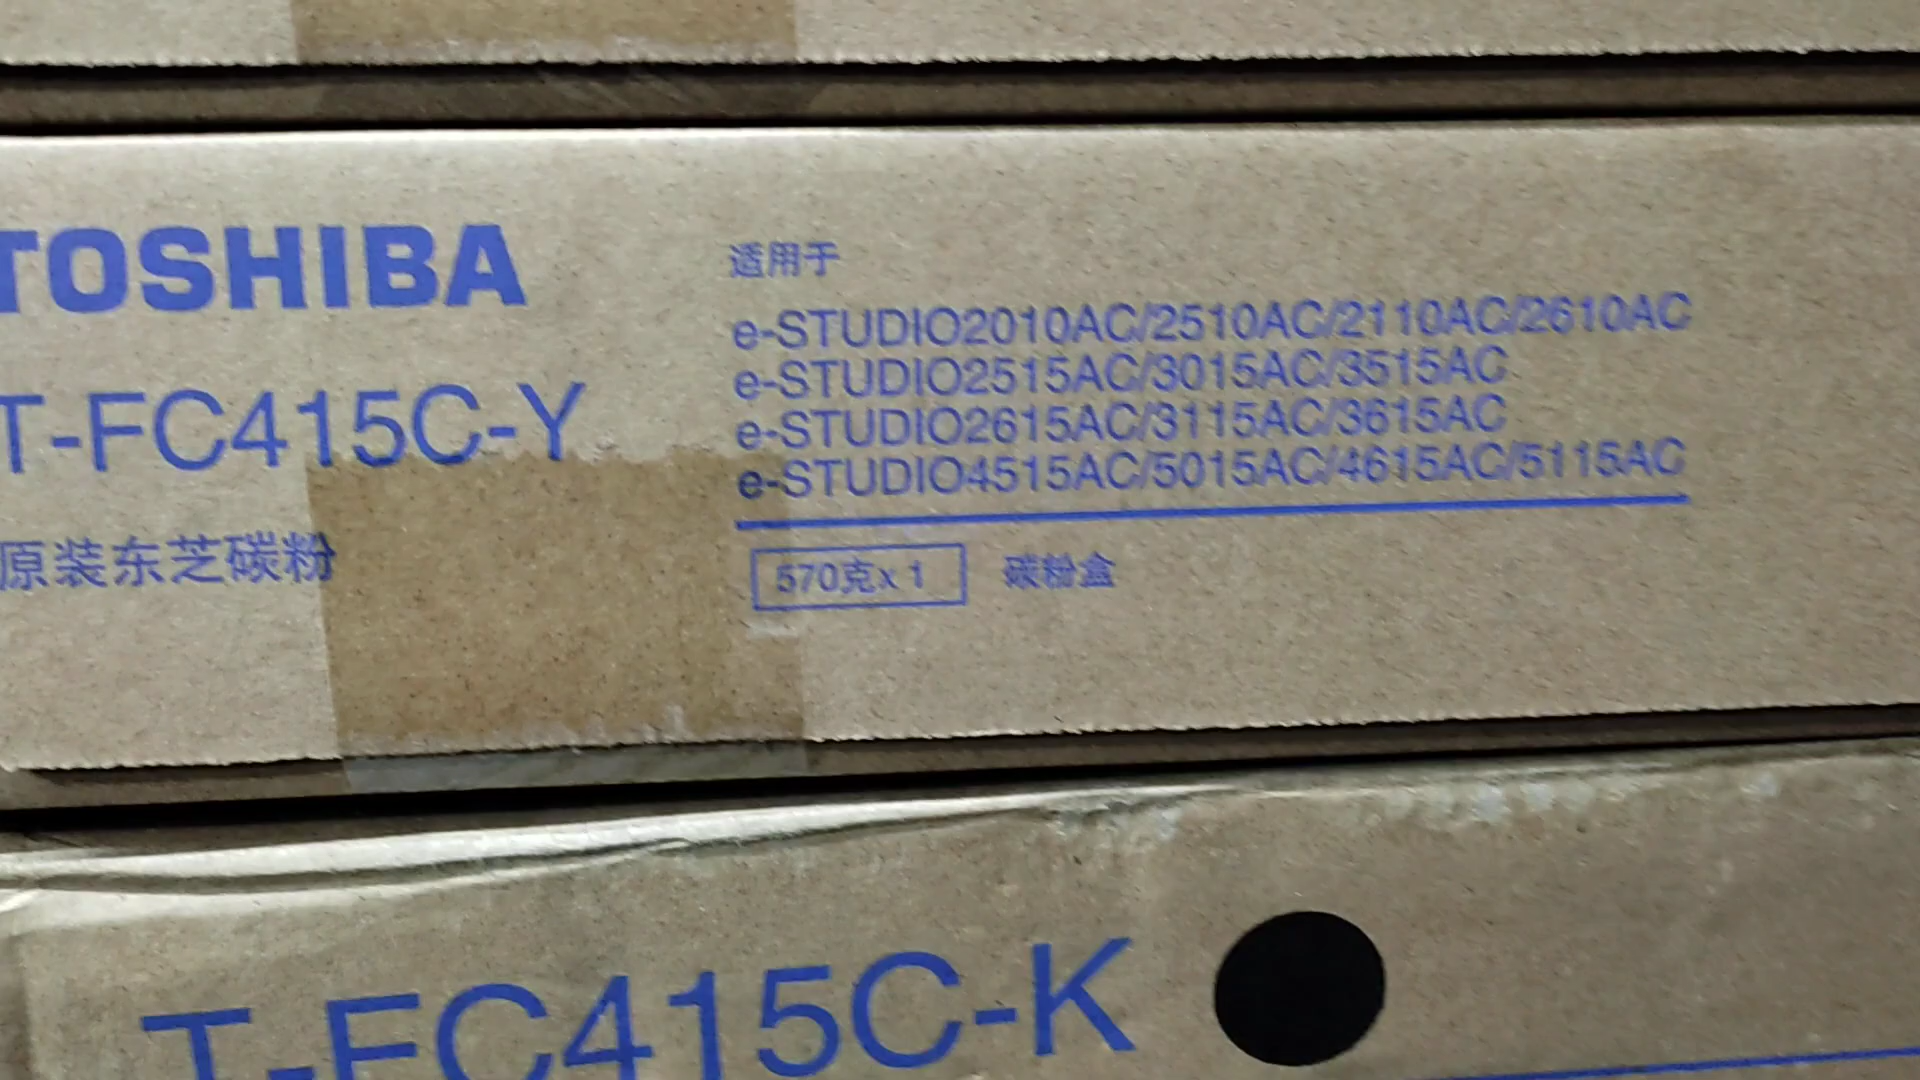 TOSHIBA
T-FC415C-Y
原装东芝碳粉
适用于
e-STUDIO2010AC/2510AC/2110AC/2610AC
e-STUDIO2515AC/3015AC/3515AC
e-STUDIO2615AC/3115AC/3615AC
e-STUDIO4515AC/5015AC/4615AC/5115AC
570克x1
碳粉盒
T-FC415C-K